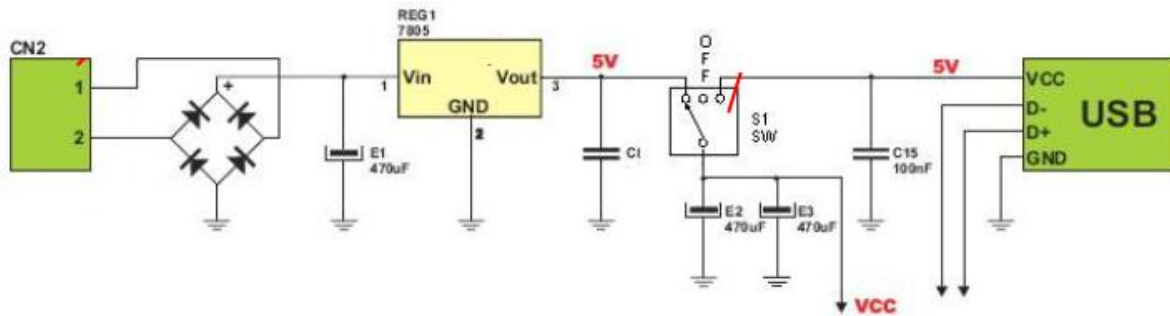 CN2
1
2
+
E1
470uF
REG1
7805
1
Vin
Vout
3
GND
2
5V
C1
O
F
F
S1
SW
E2
470uF
E3
470uF
VCC
C15
100nF
5V
VCC
D-
D+
GND
USB